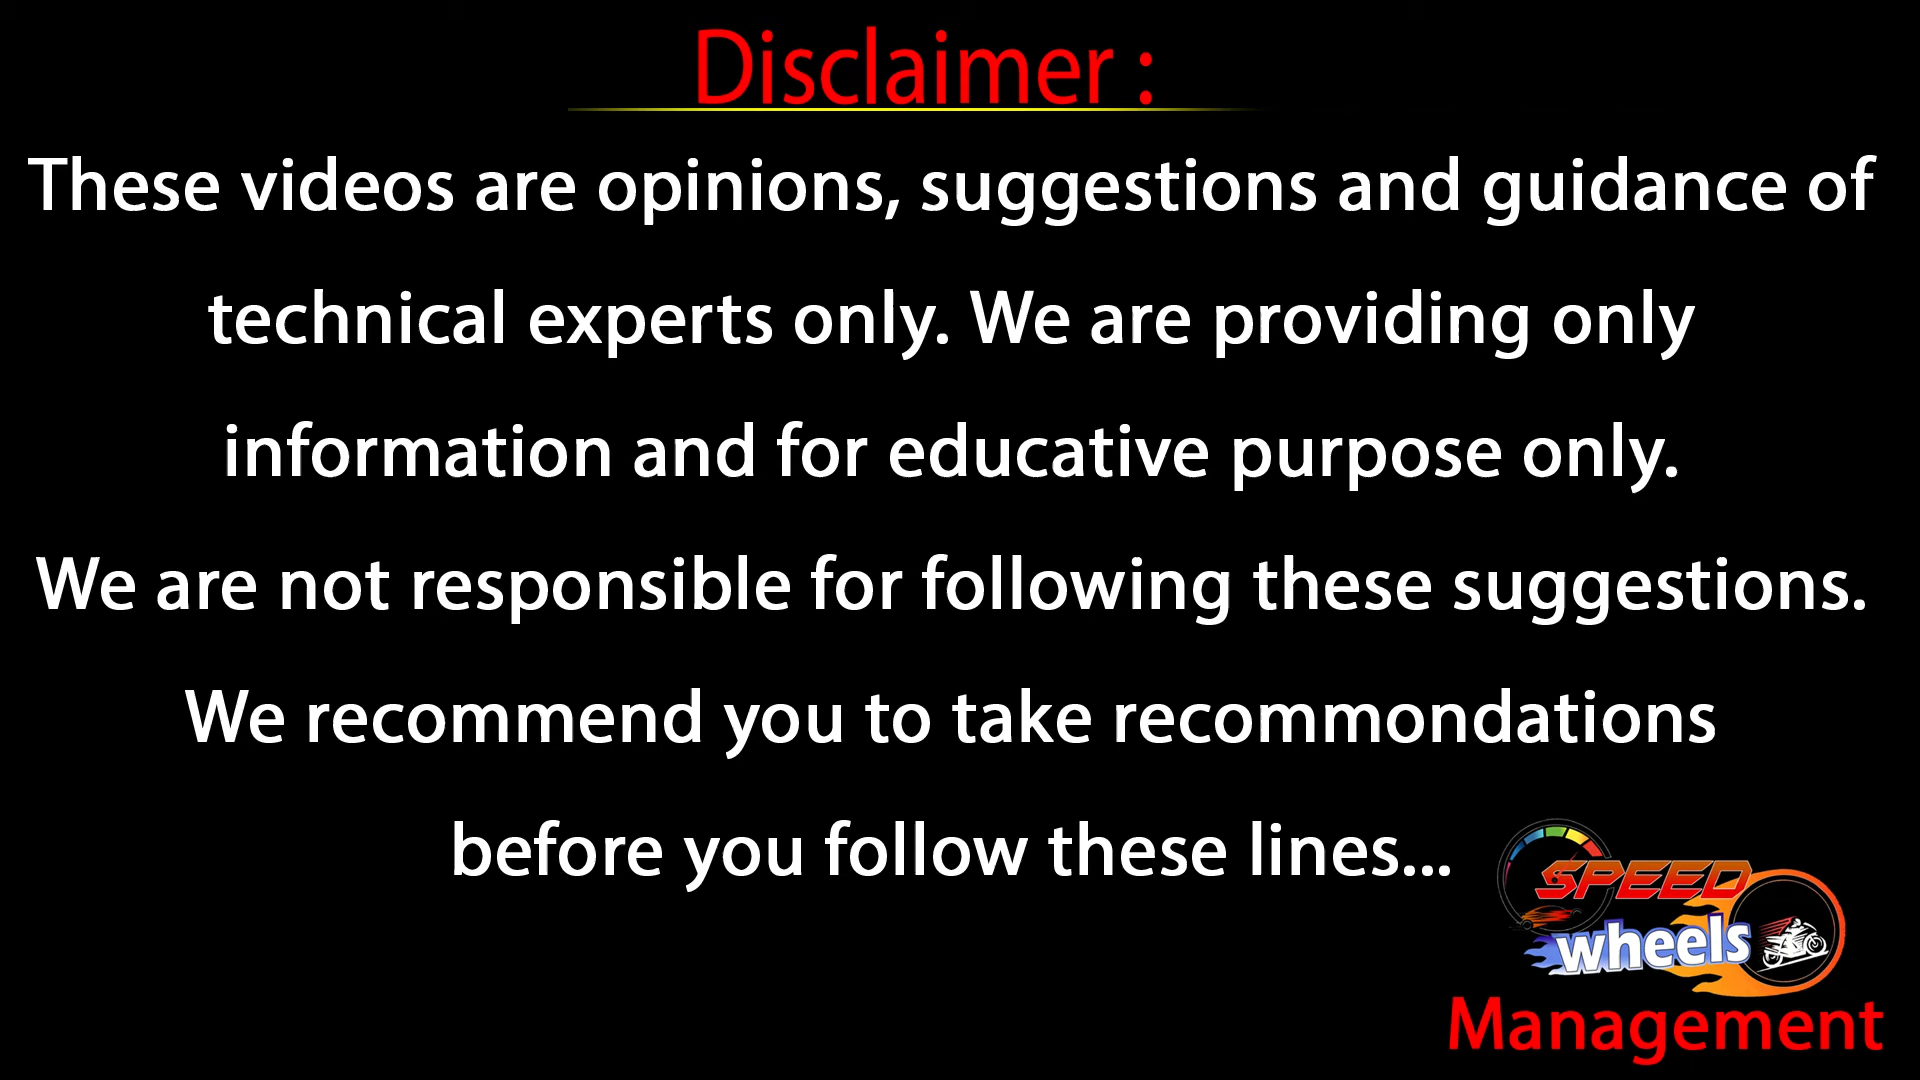 Disclaimer :
These videos are opinions, suggestions and guidance of
technical experts only. We are providing only
information and for educative purpose only.
We are not responsible for following these suggestions.
We recommend you to take recommondations
before you follow these lines...
SPEED
wheels
Management